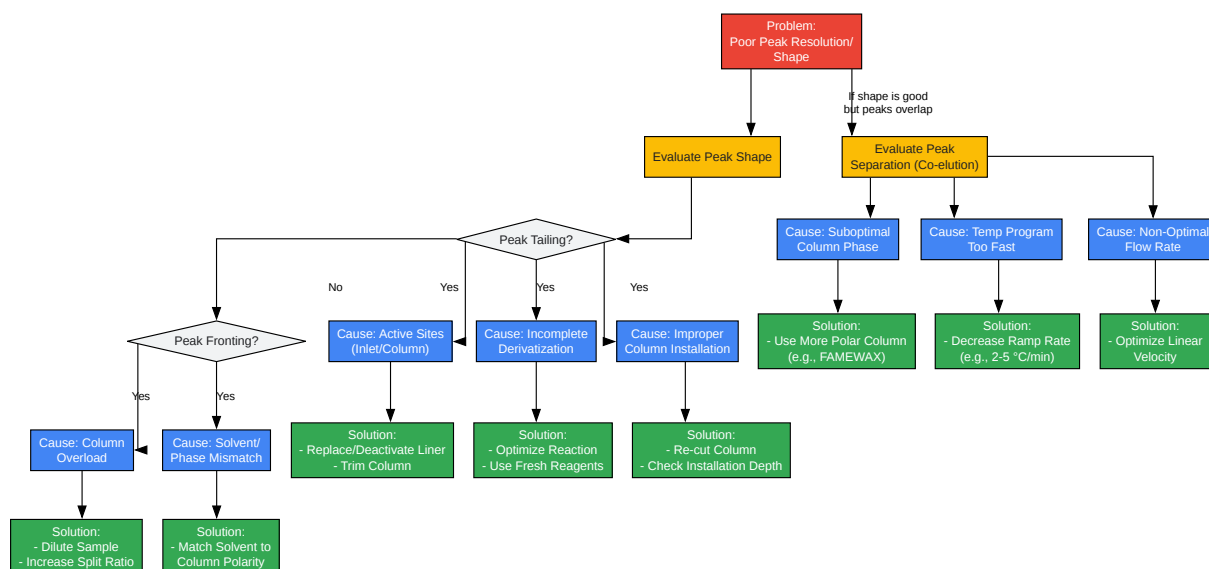 Problem:
Poor Peak Resolution/
Shape
If shape is good
but peaks overlap
Evaluate Peak Shape
Evaluate Peak
Separation (Co-elution)
Peak Tailing?
Cause: Suboptimal
Column Phase
Cause: Temp Program
Too Fast
Cause: Non-Optimal
Flow Rate
No
Yes
Yes
Yes
Peak Fronting?
Cause: Active Sites
(Inlet/Column)
Cause: Incomplete
Derivatization
Cause: Improper
Column Installation
Solution:
- Use More Polar Column
(e.g., FAMEWAX)
Solution:
- Decrease Ramp Rate
(e.g., 2-5 °C/min)
Solution:
- Optimize Linear
Velocity
Yes
Yes
Cause: Column
Overload
Cause: Solvent/
Phase Mismatch
Solution:
- Replace/Deactivate Liner
- Trim Column
Solution:
- Optimize Reaction
- Use Fresh Reagents
Solution:
- Re-cut Column
- Check Installation Depth
Solution:
- Dilute Sample
- Increase Split Ratio
Solution:
- Match Solvent to
Column Polarity